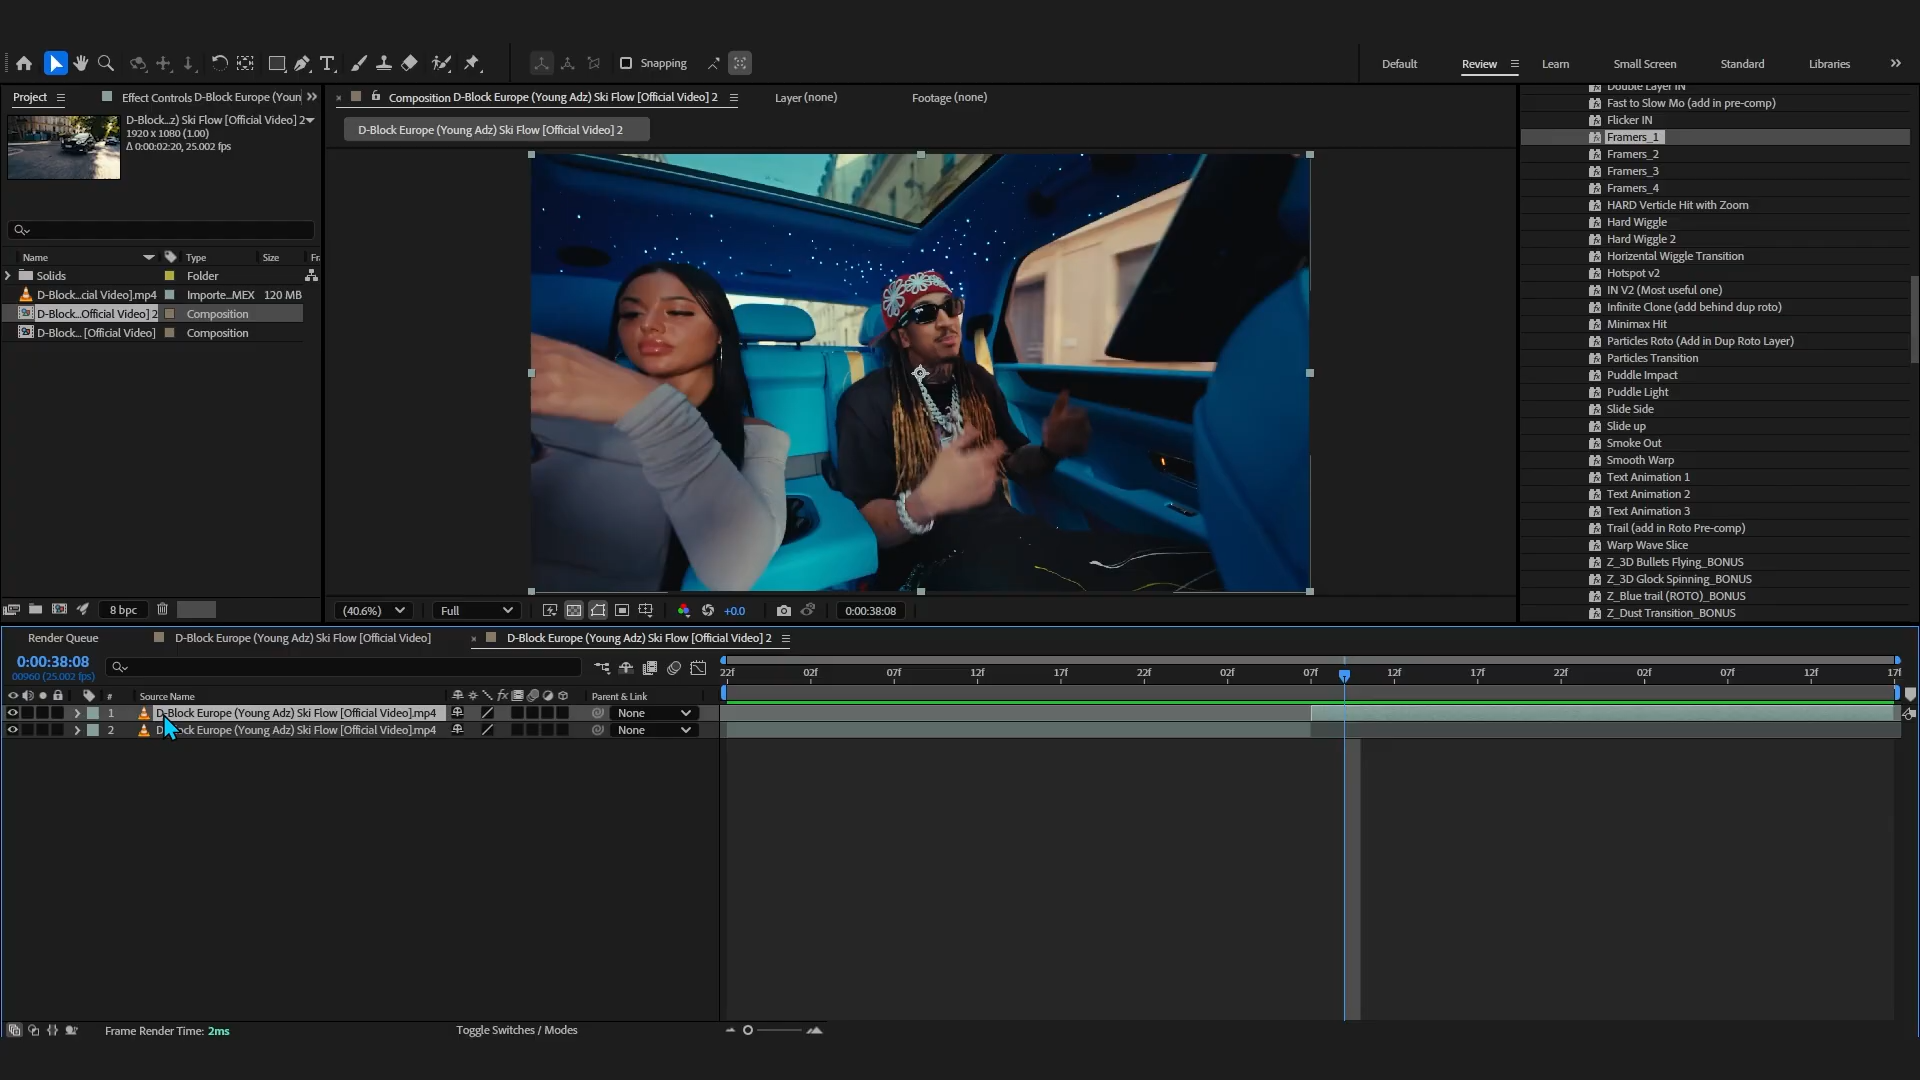 Snapping
Default
Review
Learn
Small Screen
Standard
Libraries
Project
Effect Controls D-Block Europe (Youn
Composition D-Block Europe (Young Adz) Ski Flow [Official Video] 2
Layer (none)
Footage (none)
D-Block...z) Ski Flow [Official Video] 2
1920 x 1080 (1.00)
Δ 0:00:02:20, 25.002 fps
D-Block Europe (Young Adz) Ski Flow [Official Video] 2
Name
Type
Size
Fr
Solids
Folder
D-Block...cial Video].mp4
Importe...MEX
120 MB
D-Block...Official Video] 2
Composition
D-Block... [Official Video]
Composition
Double Layer IN
Fast to Slow Mo (add in pre-comp)
Flicker IN
Framers_1
Framers_2
Framers_3
Framers_4
HARD Verticle Hit with Zoom
Hard Wiggle
Hard Wiggle 2
Horizental Wiggle Transition
Hotspot v2
IN V2 (Most useful one)
Infinite Clone (add behind dup roto)
Minimax Hit
Particles Roto (Add in Dup Roto Layer)
Particles Transition
Puddle Impact
Puddle Light
Slide Side
Slide up
Smoke Out
Smooth Warp
Text Animation 1
Text Animation 2
Text Animation 3
Trail (add in Roto Pre-comp)
Warp Wave Slice
Z_3D Bullets Flying_BONUS
Z_3D Glock Spinning_BONUS
Z_Blue trail (ROTO)_BONUS
Z_Dust Transition_BONUS
8 bpc
(40.6%)
Full
+0.0
0:00:38:08
Render Queue
D-Block Europe (Young Adz) Ski Flow [Official Video]
D-Block Europe (Young Adz) Ski Flow [Official Video] 2
0:00:38:08
00960 (25.002 fps)
22f 02f 07f 12f 17f 22f 02f 07f 12f 17f 22f 02f 07f 12f 17f
# Source Name
Parent & Link
1 D-Block Europe (Young Adz) Ski Flow [Official Video].mp4 None
2 D-Block Europe (Young Adz) Ski Flow [Official Video].mp4 None
Frame Render Time: 2ms
Toggle Switches / Modes